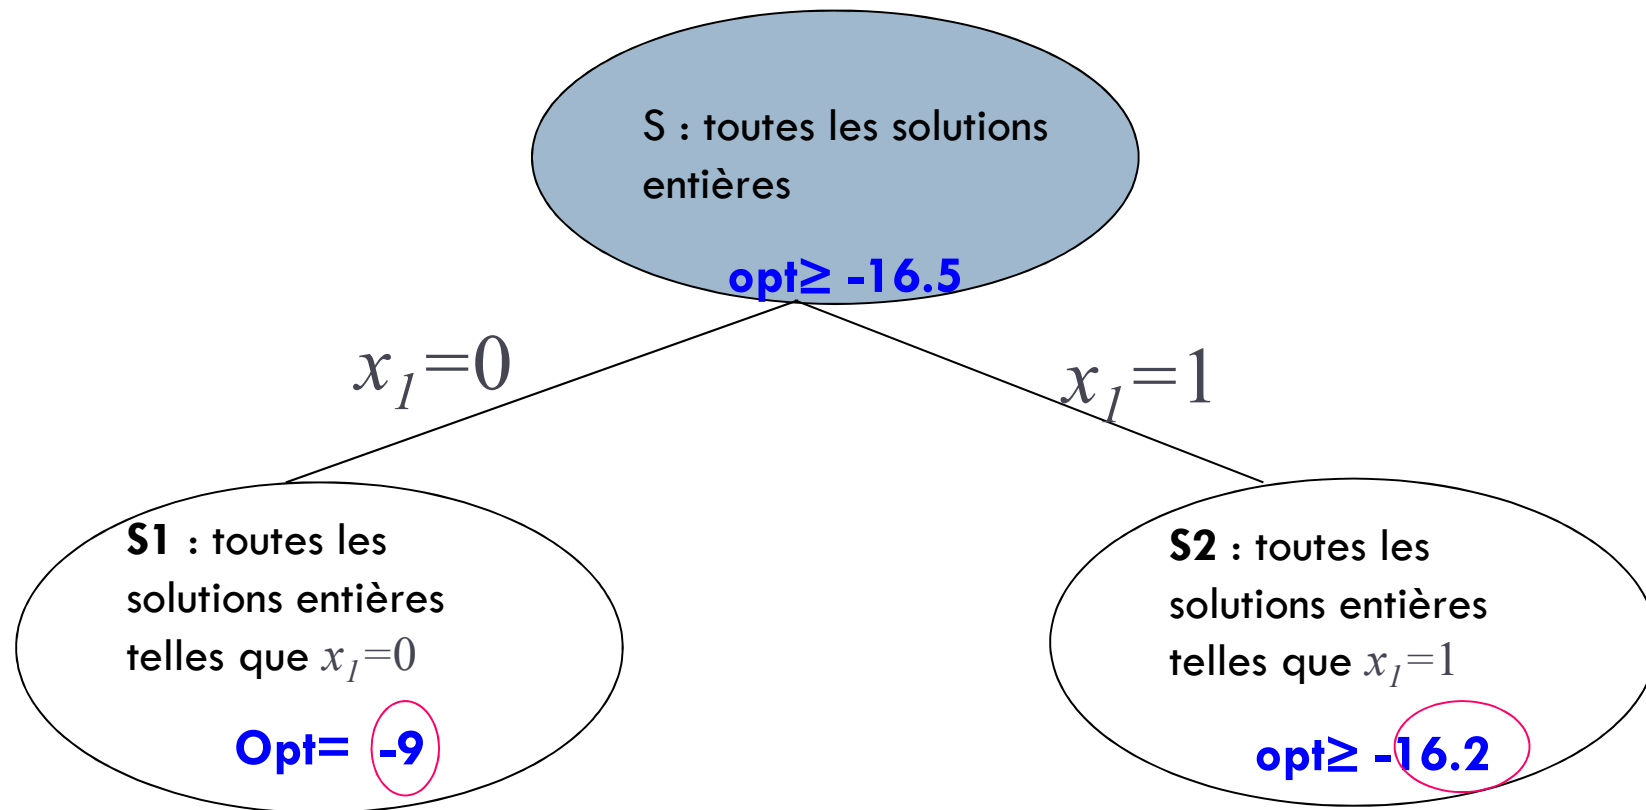 S : toutes les solutions
entières
opt≥ -16.5
x1=0
x1=1
S1 : toutes les
solutions entières
telles que x1=0
Opt= -9
S2 : toutes les
solutions entières
telles que x1=1
opt≥ -16.2